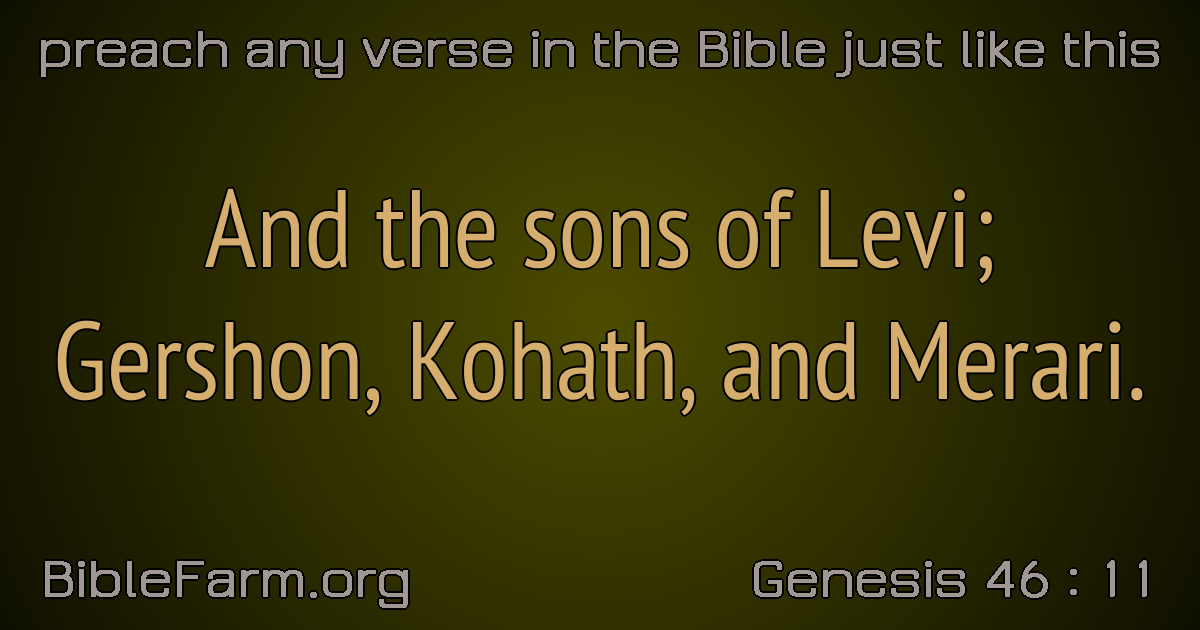 preach any verse in the Bible just like this
And the sons of Levi;
Gershon, Kohath, and Merari.
BibleFarm.org
Genesis 46 : 11